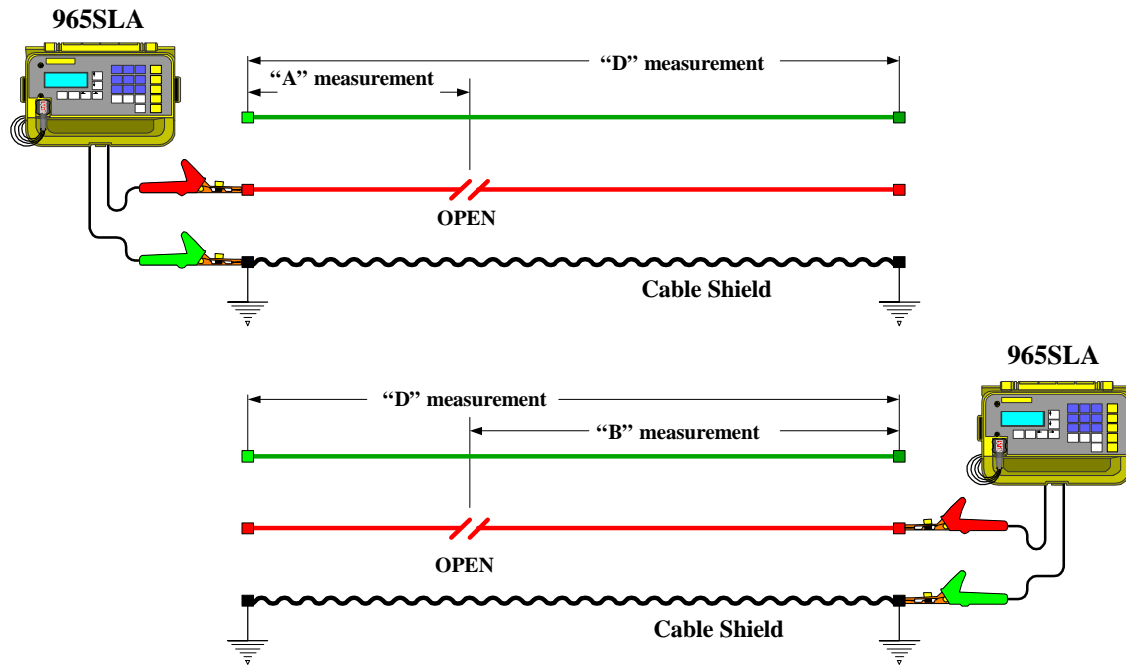 965SLA
“D” measurement
“A” measurement
OPEN
Cable Shield
965SLA
“D” measurement
“B” measurement
OPEN
Cable Shield